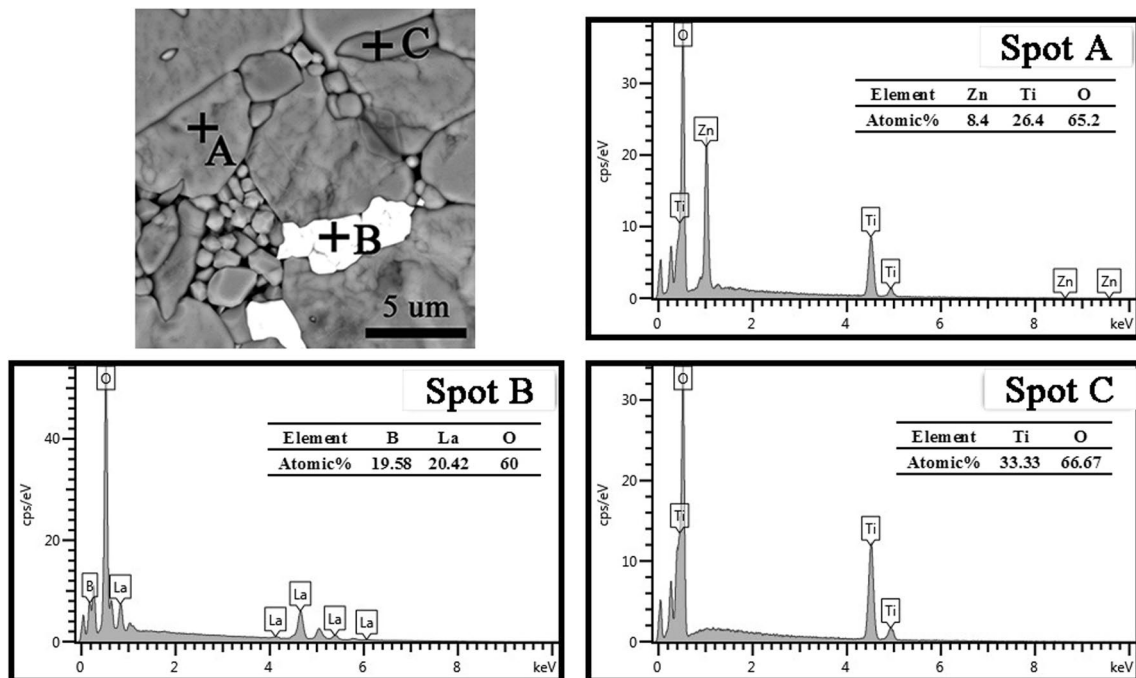 C
A
B
5 um
Spot A
Element Zn Ti O
Atomic% 8.4 26.4 65.2
cps/eV
30
20
10
0
O
Zn
Ti
Ti
Ti
Zn
Zn
0 2 4 6 8 keV
Spot B
Element B La O
Atomic% 19.58 20.42 60
cps/eV
40
20
0
O
B
La
La
La
La
La
0 2 4 6 8 keV
Spot C
Element Ti O
Atomic% 33.33 66.67
cps/eV
30
20
10
0
O
Ti
Ti
Ti
0 2 4 6 8 keV